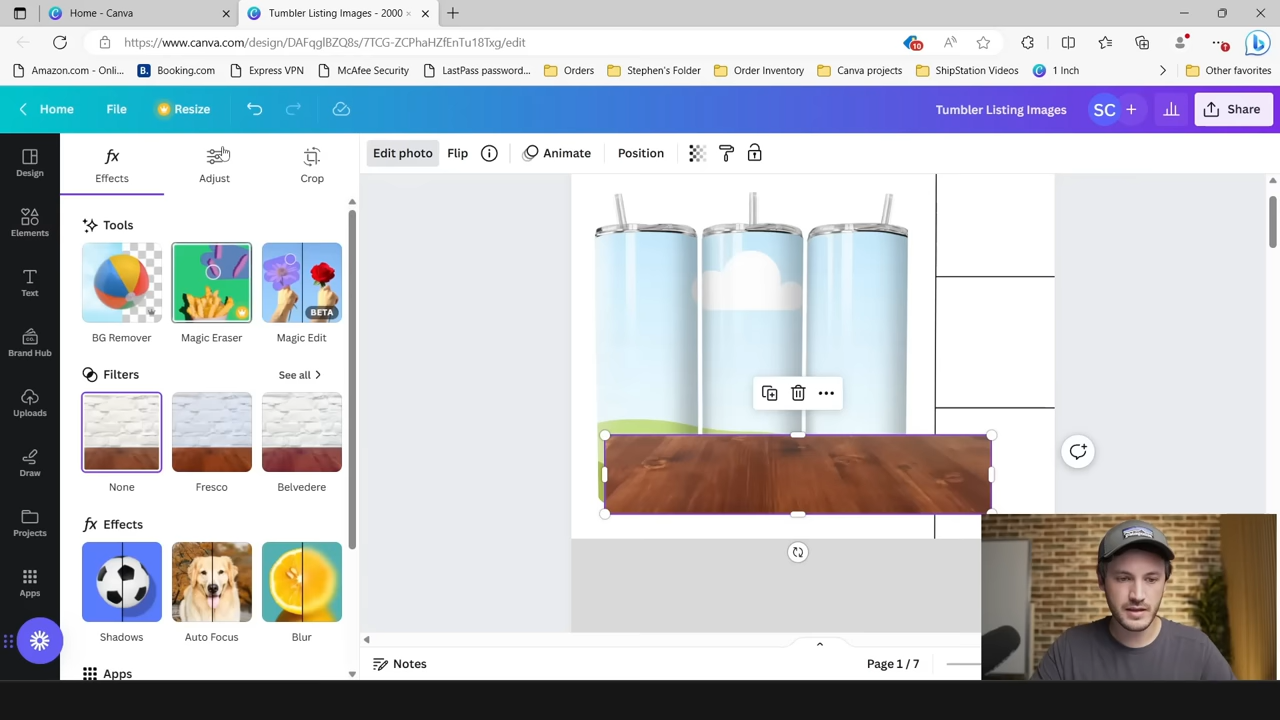 Home - Canva
Tumbler Listing Images - 2000
https://www.canva.com/design/DAFqglBZQ8s/7TCG-ZCPhaHZfEnTu18Txg/edit
10
Amazon.com - Onli...
B. Booking.com
Express VPN
McAfee Security
LastPass password...
Orders
Stephen's Folder
Order Inventory
Canva projects
ShipStation Videos
1 Inch
Other favorites
Home
File
Resize
Tumbler Listing Images
SC
Share
Design
Elements
Text
Brand Hub
Uploads
Draw
Projects
Apps
fx
Effects
Adjust
Crop
Edit photo
Flip
Animate
Position
Tools
BG Remover
Magic Eraser
BETA
Magic Edit
Filters
See all
None
Fresco
Belvedere
fx Effects
Shadows
Auto Focus
Blur
Apps
Notes
Page 1 / 7